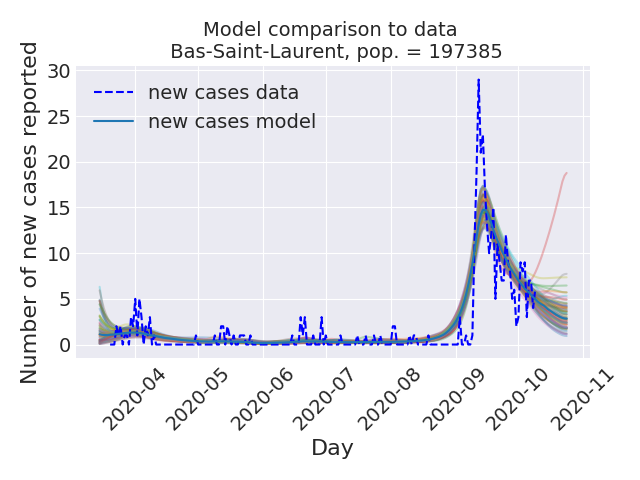 Model comparison to data
Bas-Saint-Laurent, pop. = 197385
Number of new cases reported
30
25
20
15
10
5
0
new cases data
new cases model
2020-04
2020-05
2020-06
2020-07
2020-08
2020-09
2020-10
2020-11
Day